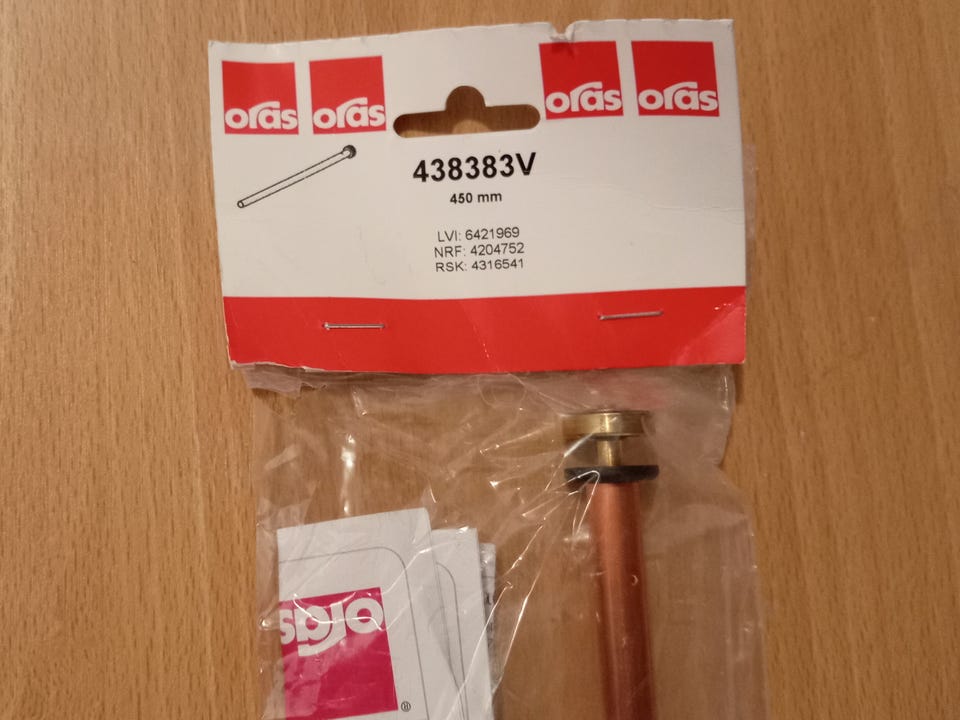 oras oras oras oras
438383V
450 mm
LVI: 6421969
NRF: 4204752
RSK: 4316541
oras
®